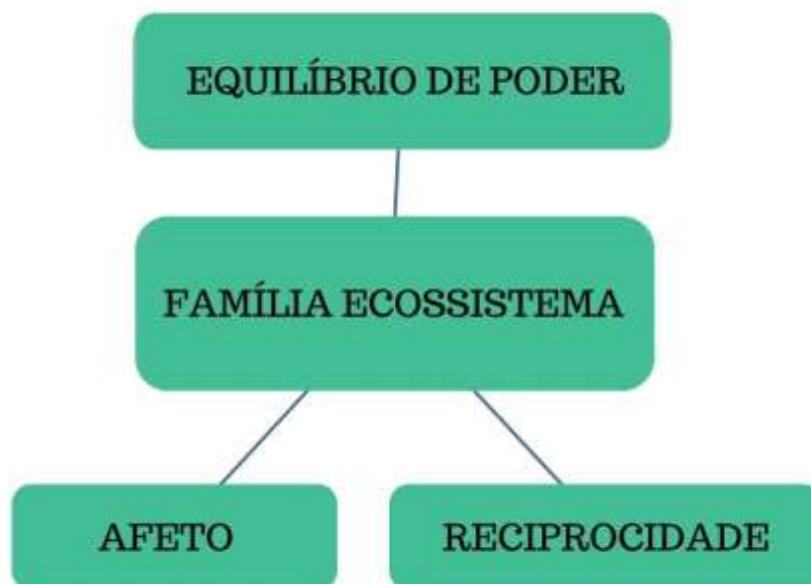 EQUILÍBRIO DE PODER
FAMÍLIA ECOSSISTEMA
AFETO
RECIPROCIDADE